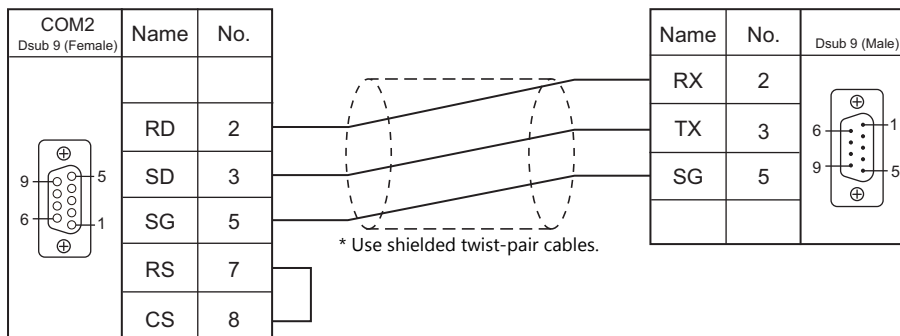 COM2
Dsub 9 (Female)
Name No.
RD 2
SD 3
SG 5
RS 7
CS 8
9
6
5
1
* Use shielded twist-pair cables.
Name No.
Dsub 9 (Male)
RX 2
TX 3
SG 5
6
9
1
5